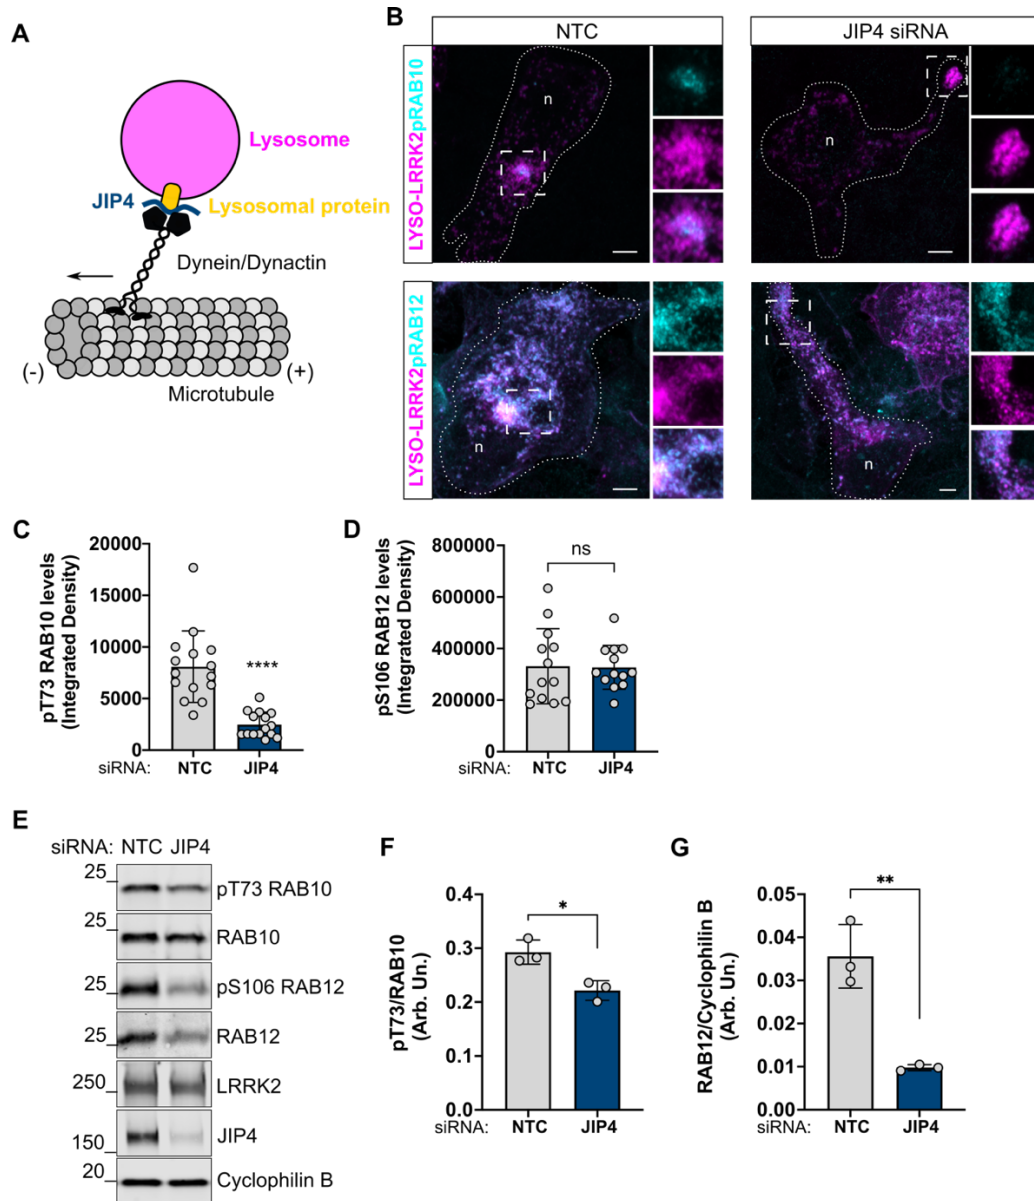 A
Lysosome
JIP4
Lysosomal protein
Dynein/Dynactin
(-)
(+)
Microtubule
B
NTC
JIP4 siRNA
LYSO-LRRK2pRAB10
n
n
LYSO-LRRK2pRAB12
n
n
C
pT73 RAB10 levels
(Integrated Density)
20000
15000
10000
5000
0
****
siRNA: NTC JIP4
D
pS106 RAB12 levels
(Integrated Density)
800000
600000
400000
200000
0
ns
siRNA: NTC JIP4
E
siRNA: NTC JIP4
25 pT73 RAB10
25 RAB10
25 pS106 RAB12
25 RAB12
250 LRRK2
150 JIP4
20 Cyclophilin B
F
pT73/RAB10
(Arb. Un.)
0.4
0.3
0.2
0.1
0.0
*
siRNA: NTC JIP4
G
RAB12/Cyclophilin B
(Arb. Un.)
0.05
0.04
0.03
0.02
0.01
0.00
**
siRNA: NTC JIP4